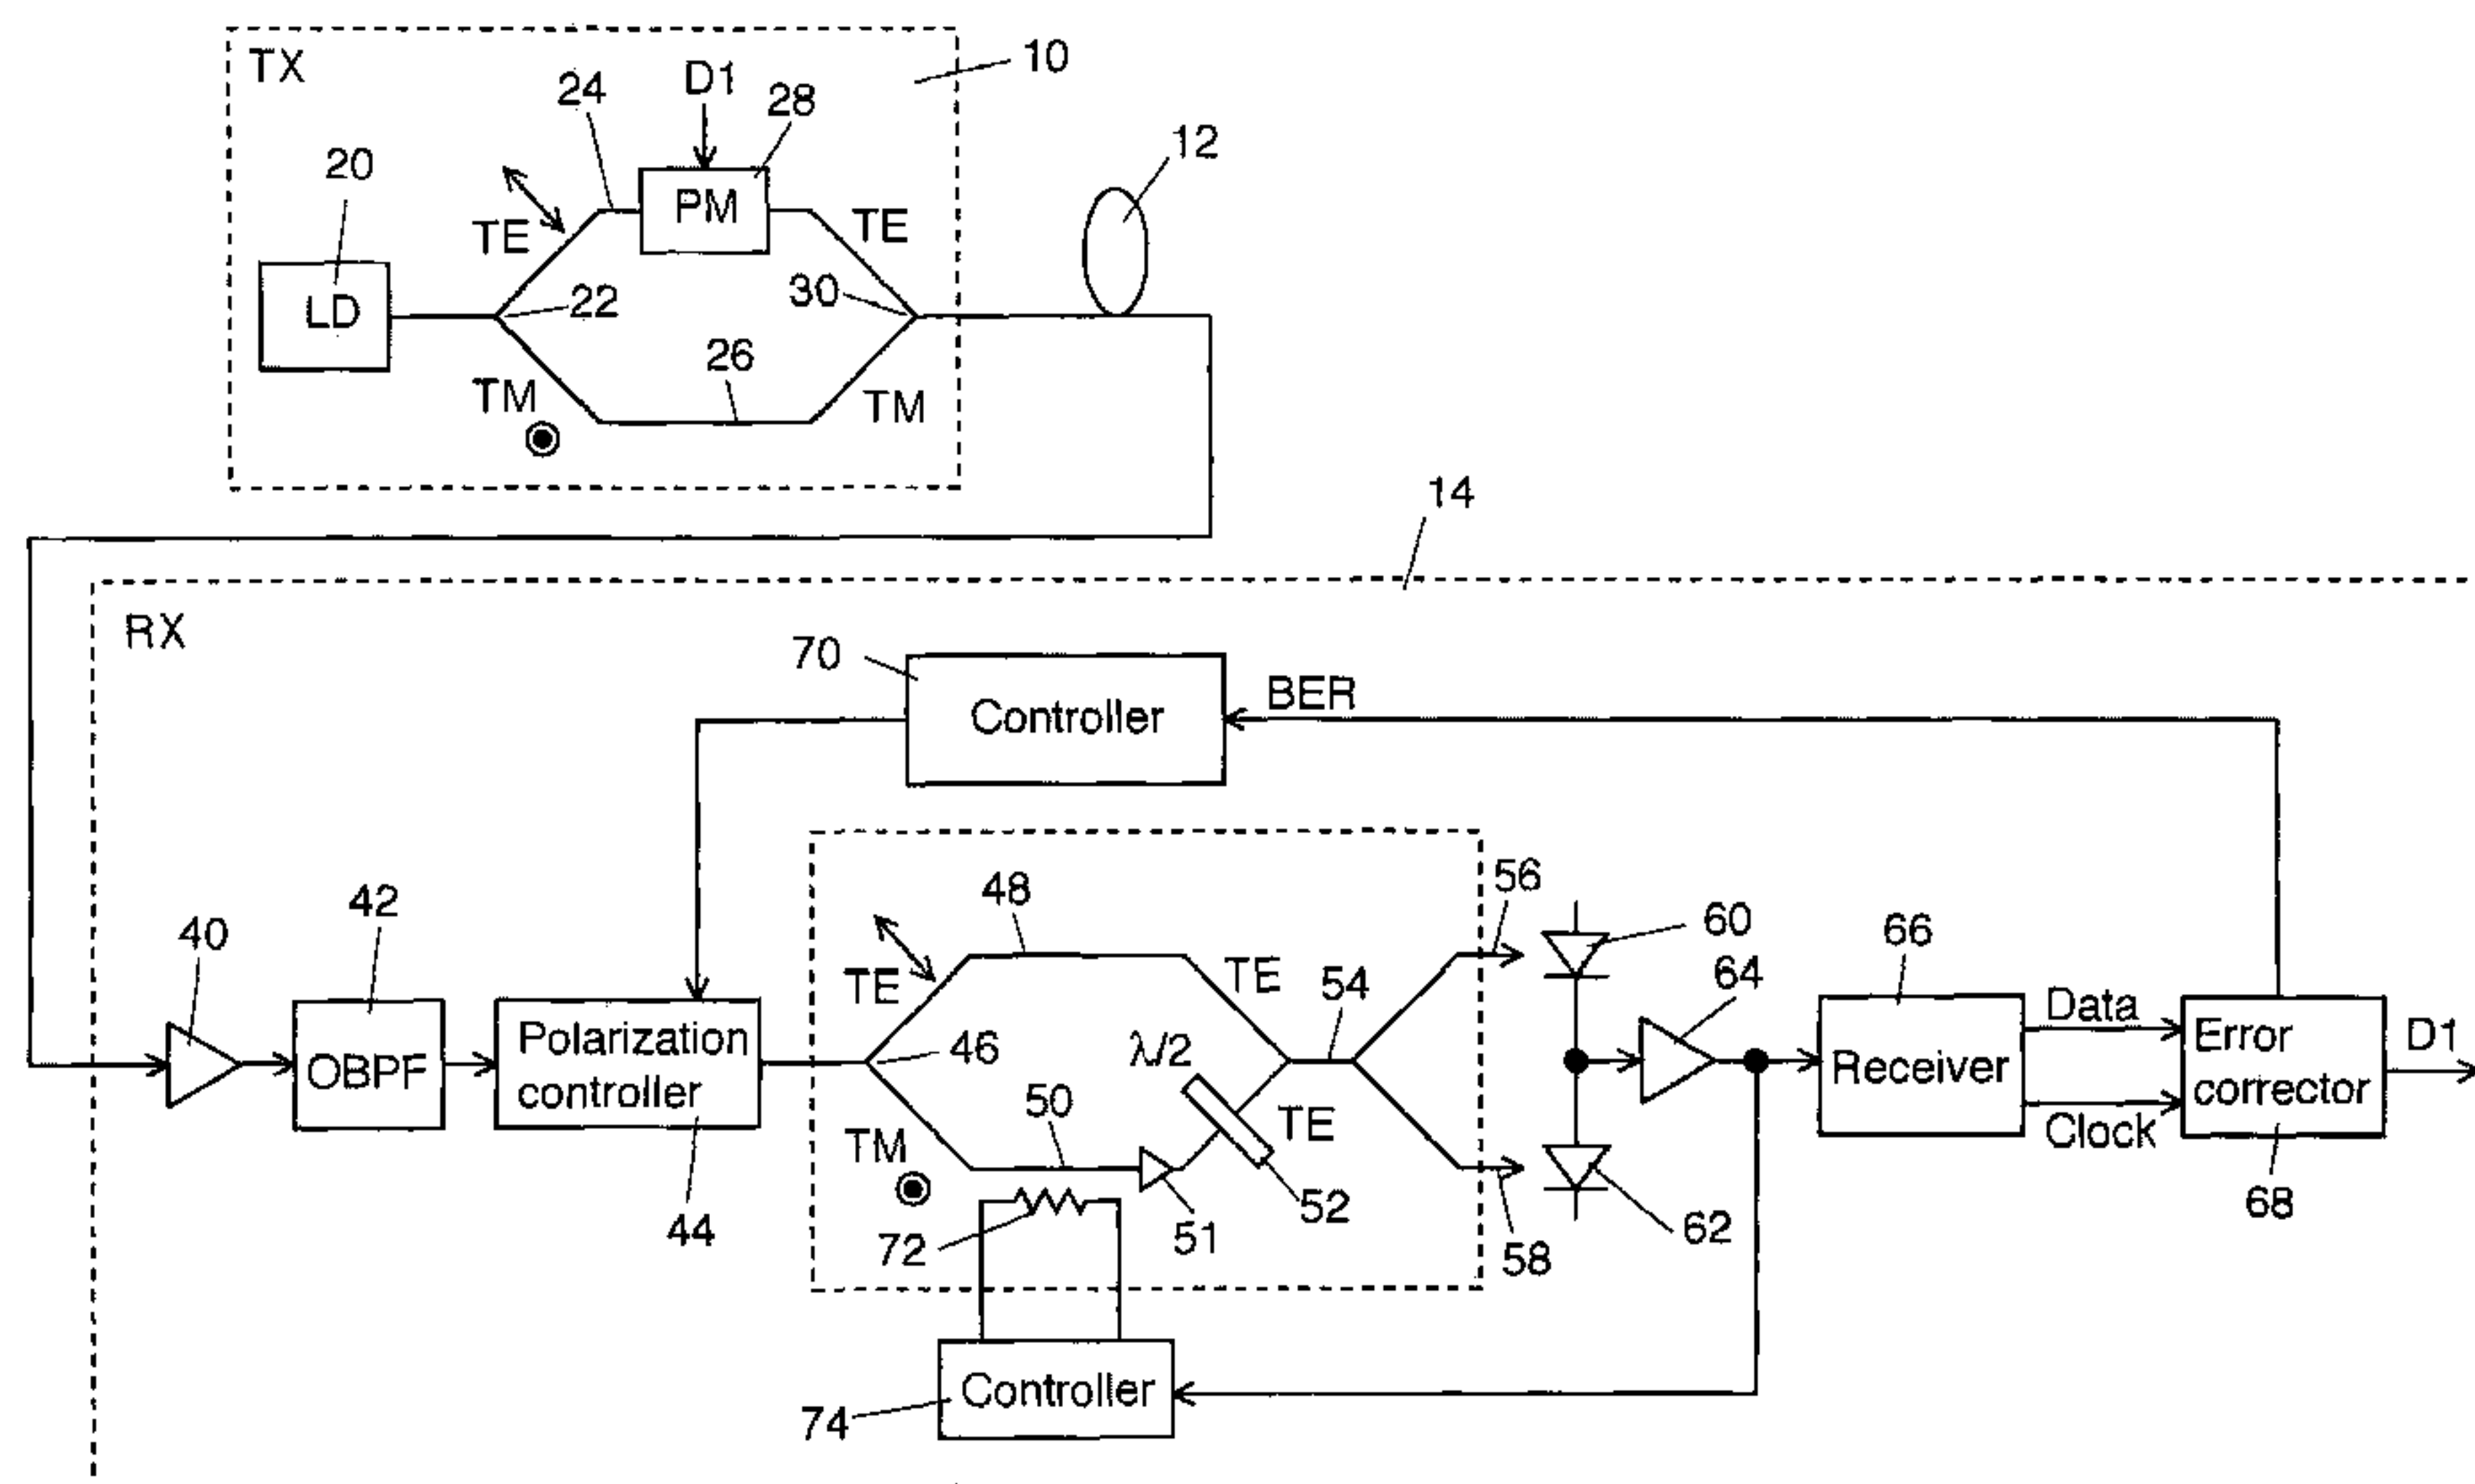 TX
10
24
D1
28
12
20
TE
PM
TE
LD
22
30
26
TM
TM
14
RX
70
Controller
BER
48
56
60
42
40
TE
TE
54
64
66
OBPF
Polarization
controller
46
λ/2
Receiver
Data
Error
corrector
D1
50
TE
Clock
TM
44
72
51
52
58
62
68
Controller
74